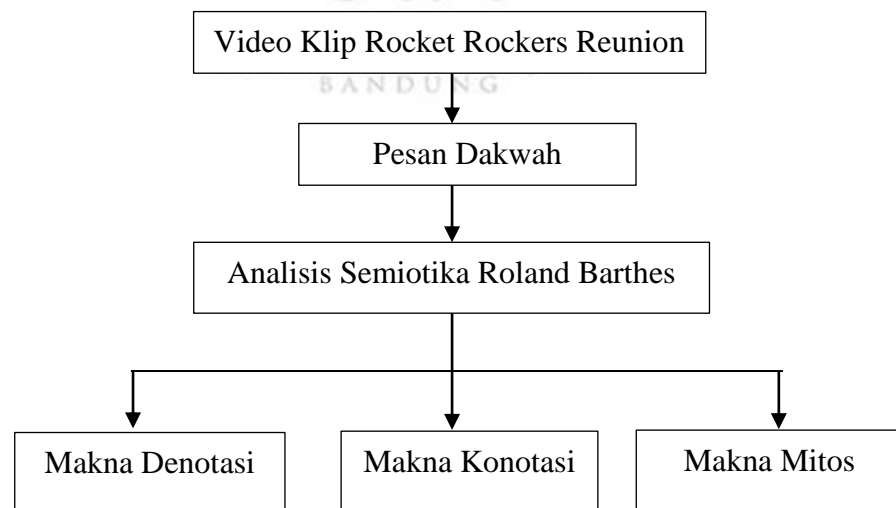 Video Klip Rocket Rockers Reunion
BANDUNG
Pesan Dakwah
Analisis Semiotika Roland Barthes
Makna Denotasi
Makna Konotasi
Makna Mitos